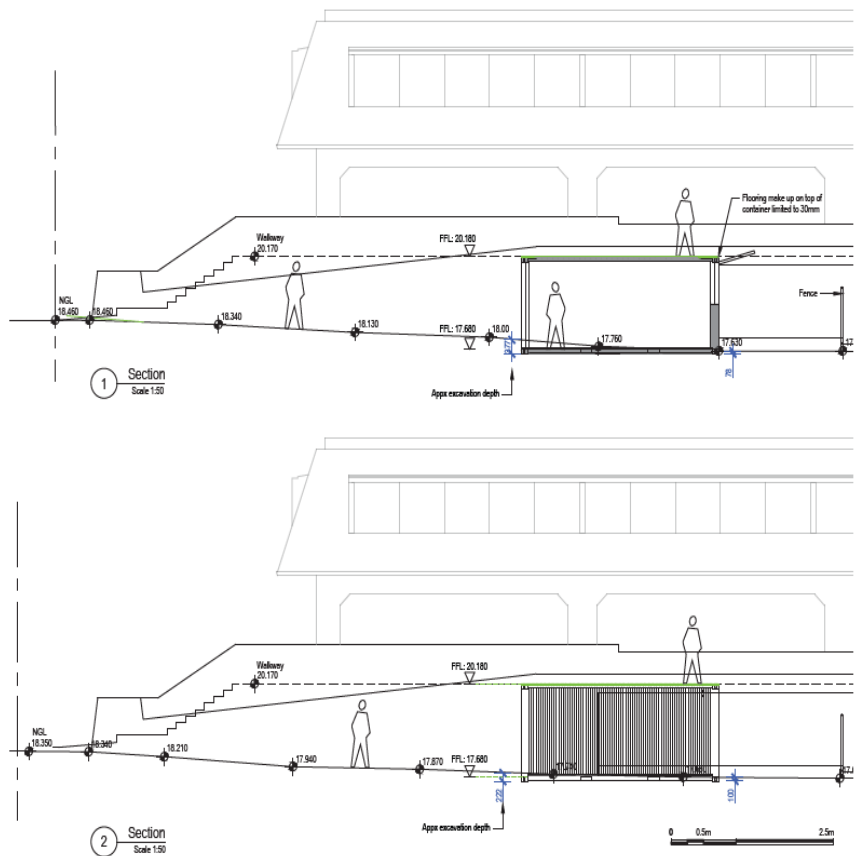 Flooring make up on top of
container limited to 30mm
Walkway
20.170
FFL: 20.180
NGL
18.460
18.460
18.340
18.130
FFL: 17.680
18.00
17.760
17.630
Fence
377
78
Appx excavation depth
1
Section
Scale 1:50
Walkway
20.170
FFL: 20.180
NGL
18.350
18.340
18.210
17.940
17.870
FFL: 17.680
222
100
Appx excavation depth
2
Section
Scale 1:50
0
0.5m
2.5m